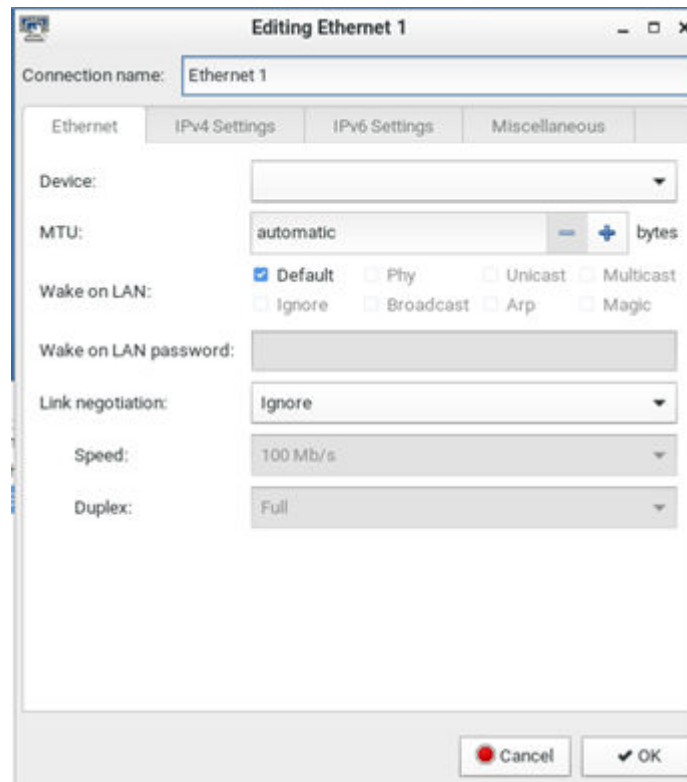 Editing Ethernet 1
Connection name: Ethernet 1
Ethernet IPv4 Settings IPv6 Settings Miscellaneous
Device:
MTU: automatic bytes
Wake on LAN: Default Phy Unicast Multicast
Ignore Broadcast Arp Magic
Wake on LAN password:
Link negotiation: Ignore
Speed: 100 Mb/s
Duplex: Full
Cancel OK